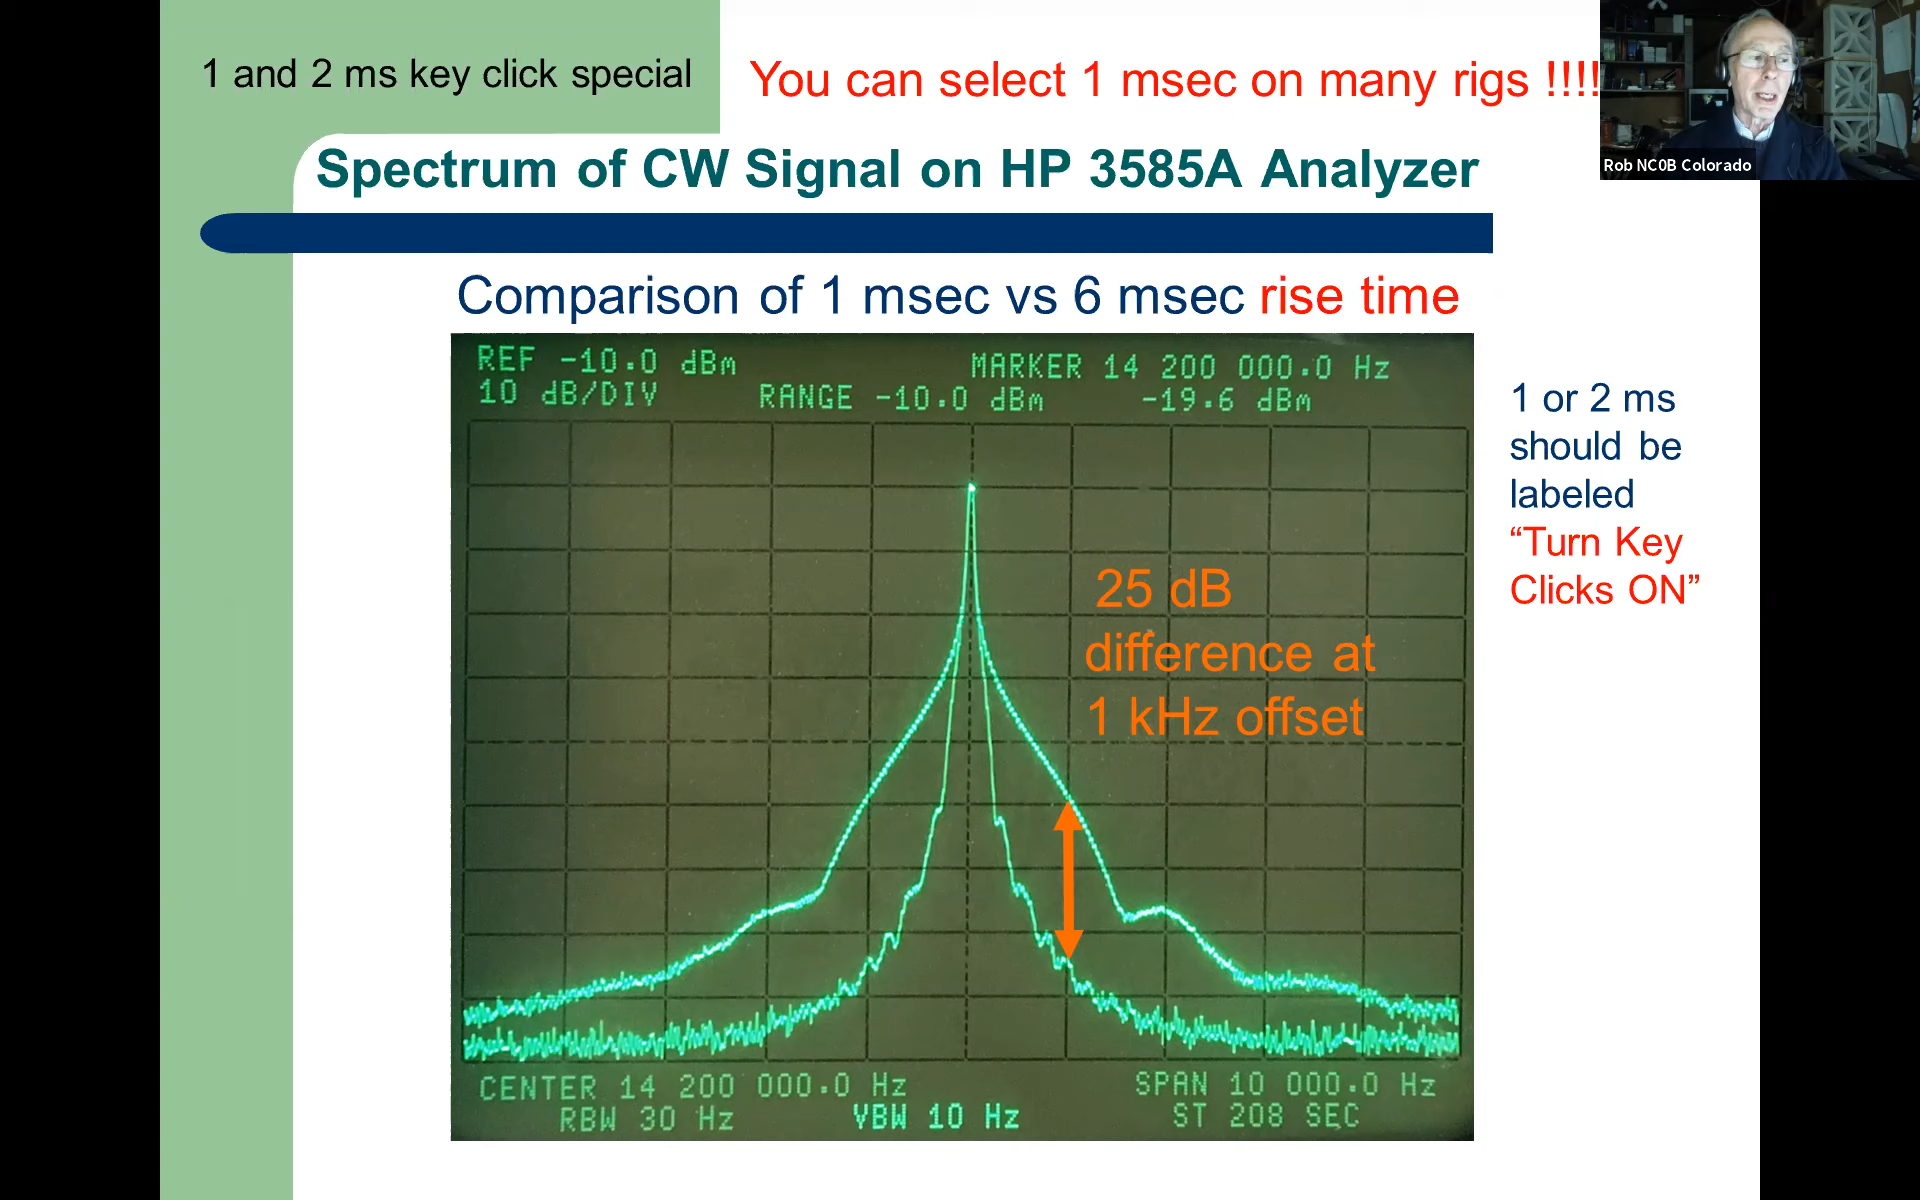 1 and 2 ms key click special
You can select 1 msec on many rigs !!!!
Rob NC0B Colorado
Spectrum of CW Signal on HP 3585A Analyzer
Comparison of 1 msec vs 6 msec rise time
REF -10.0 dBm
MARKER 14 200 000.0 Hz
10 dB/DIV
RANGE -10.0 dBm
-19.6 dBm
25 dB
difference at
1 kHz offset
1 or 2 ms
should be
labeled
“Turn Key
Clicks ON”
CENTER 14 200 000.0 Hz
SPAN 10 000.0 Hz
RBW 30 Hz
VBW 10 Hz
ST 208 SEC